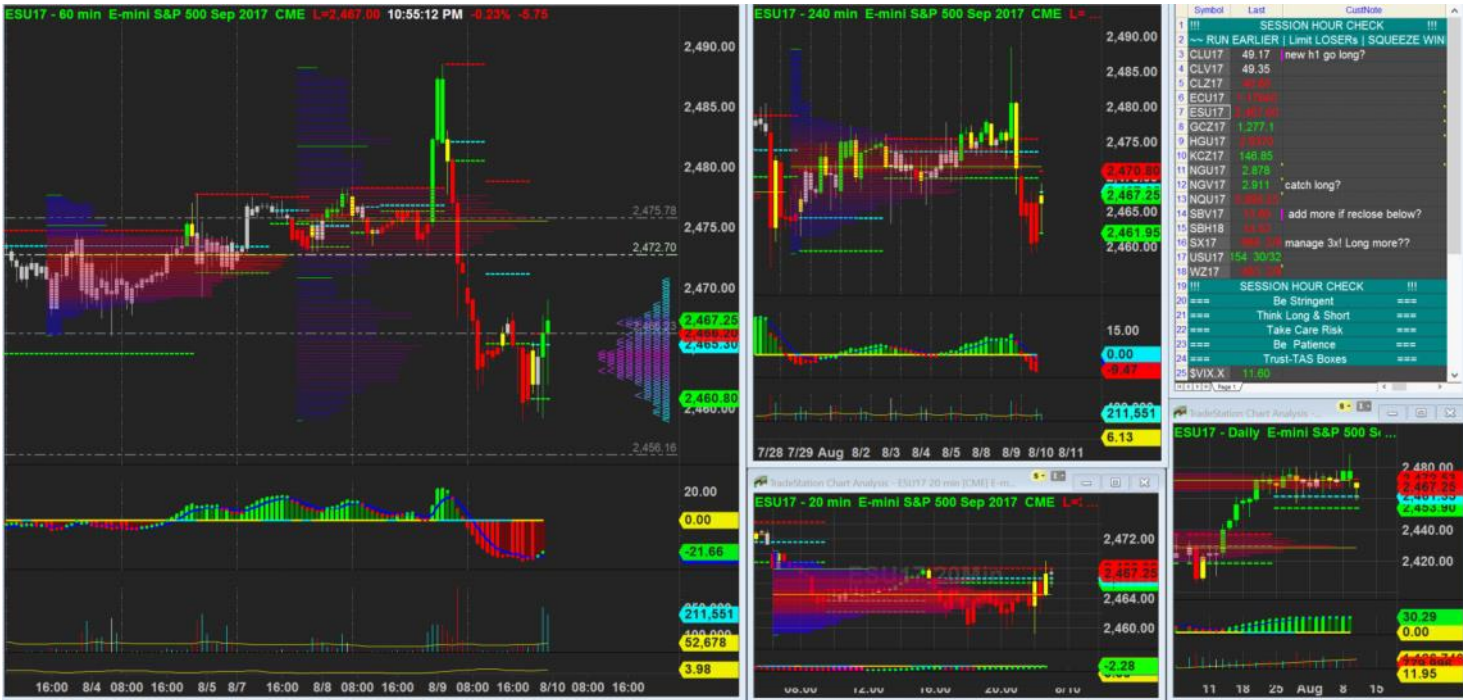 ESU17 - 60 min E-mini S&P 500 Sep 2017 CME L=2,467.00 10:55:12 PM -0.23% -5.75
2,490.00
2,485.00
2,480.00
2,475.78
2,475.00
2,472.70
2,470.00
2,467.25
2,465.30
2,460.80
2,460.00
2,456.16
20.00
0.00
-21.66
211,551
52,678
3.98
16:00 8/4 08:00 16:00 8/5 8/7 16:00 8/8 08:00 16:00 8/9 08:00 16:00 8/10 08:00 16:00
ESU17 - 240 min E-mini S&P 500 Sep 2017 CME L= ...
2,490.00
2,485.00
2,480.00
2,475.00
2,470.80
2,467.25
2,465.00
2,461.95
2,460.00
15.00
0.00
-9.47
211,551
6.13
7/28 7/29 Aug 8/2 8/3 8/4 8/5 8/8 8/9 8/10 8/11
TradeStation Chart Analysis - ESU17 20 min [CME] E-m...
ESU17 - 20 min E-mini S&P 500 Sep 2017 CME
ESU17 20Min
2,472.00
2,467.25
2,464.00
2,460.00
-2.28
08:00 12:00 16:00 20:00 8/10
Symbol Last CustNote
1 !!! SESSION HOUR CHECK !!!
2 ~~ RUN EARLIER | Limit LOSERs | SQUEEZE WIN
3 CLU17 49.17 new h1 go long?
4 CLV17 49.35
5 CLZ17
6 ECU17
7 ESU17
8 GCZ17 1,277.1
9 HGU17
10 KCZ17 146.85
11 NGU17 2.878
12 NGV17 2.911 catch long?
13 NQU17
14 SBV17 add more if reclose below?
15 SBH18
16 SX17 manage 3x! Long more??
17 USU17 154 30/32
18 WZ17
19 !!! SESSION HOUR CHECK !!!
20 === Be Stringent ===
21 === Think Long & Short ===
22 === Take Care Risk ===
23 === Be Patience ===
24 === Trust-TAS Boxes ===
25 $VIX.X 11.60
Page 1
TradeStation Chart Analysis - ...
ESU17 - Daily E-mini S&P 500 S ...
2,480.00
2,467.25
2,453.90
2,440.00
2,420.00
30.29
0.00
11.95
11 18 25 Aug 8 15